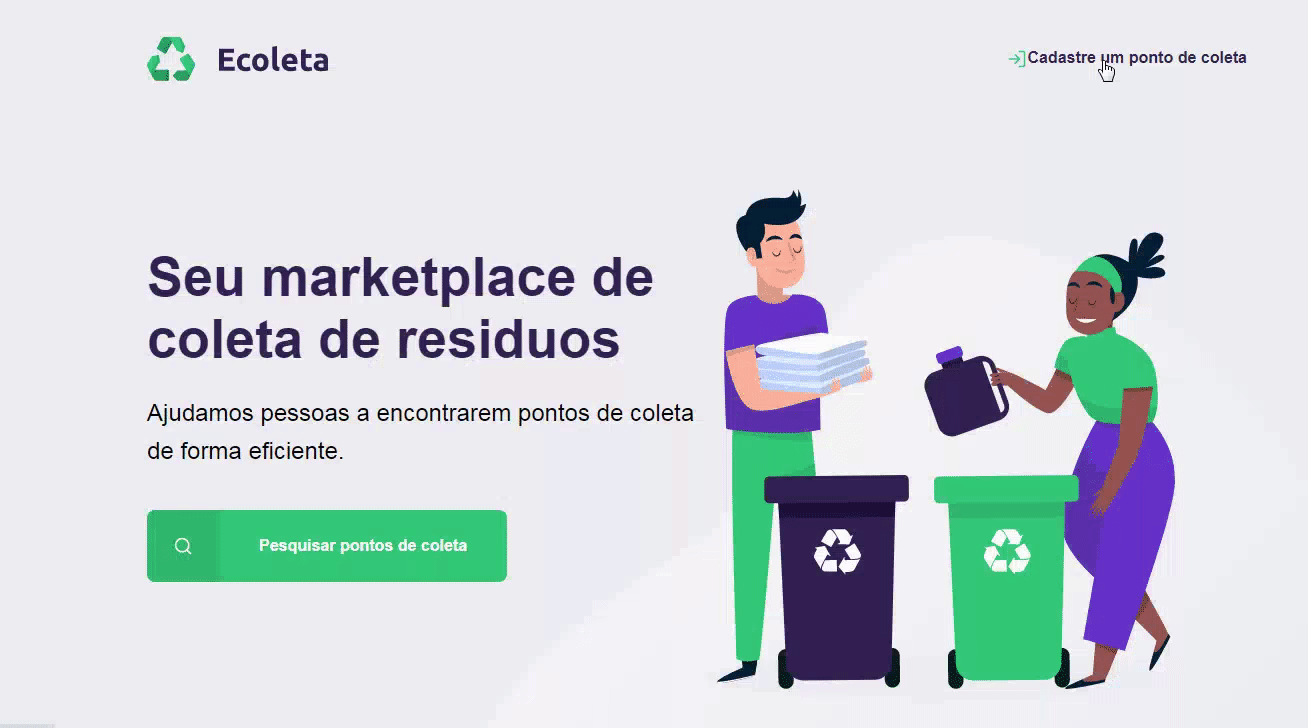 Ecoleta
Cadastre um ponto de coleta
Seu marketplace de
coleta de residuos
Ajudamos pessoas a encontrarem pontos de coleta
de forma eficiente.
Pesquisar pontos de coleta